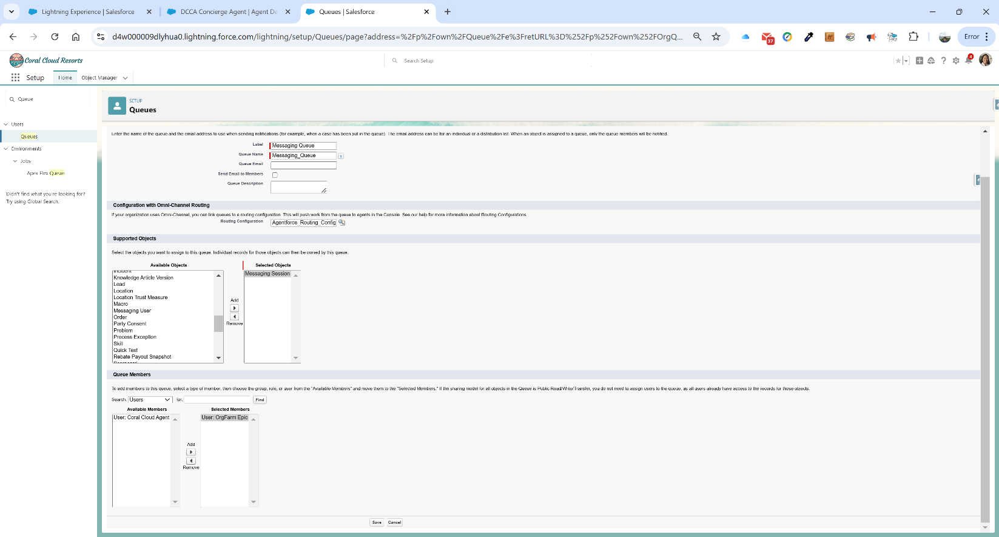 Lightning Experience | Salesforce
DCCA Concierge Agent | Agent De
Queues | Salesforce
d4w000009dlyhua0.lightning.force.com/lightning/setup/Queues/page?address=%2Fp%2Fown%2FQueue%2Fe%3FretURL%3D%252Fp%252Fown%252FOrgQ...
37
Error
Coral Cloud Resorts
Search Setup
4
Setup
Home
Object Manager
Queue
Users
Queues
Environments
Jobs
Apex Flex Queue
Didn't find what you're looking for?
Try using Global Search.
SETUP
Queues
Enter the name of the queue and the email address to use when sending notifications (for example, when a case has been put in the queue). The email address can be for an individual or a distribution list. When an object is assigned to a queue, only the queue members will be notified.
Label
Messaging Queue
Queue Name
Messaging_Queue
i
Queue Email
Send Email to Members
Queue Description
Configuration with Omni-Channel Routing
If your organization uses Omni-Channel, you can link queues to a routing configuration. This will push work from the queue to agents in the Console. See our help for more information about Routing Configurations
Routing Configuration
Agentforce_Routing_Config
Supported Objects
Select the objects you want to assign to this queue. Individual records for those objects can then be owned by this queue.
Available Objects
Selected Objects
Incident
Knowledge Article Version
Lead
Location
Location Trust Measure
Macro
Messaging User
Order
Party Consent
Problem
Process Exception
Skill
Quick Text
Rebate Payout Snapshot
Add
Remove
Messaging Session
Queue Members
To add members to this queue, select a type of member, then choose the group, role, or user from the "Available Members" and move them to the "Selected Members." If the sharing model for all objects in the Queue is Public Read/Write/Transfer, you do not need to assign users to the queue, as all users already have access to the records for those objects.
Search: Users for: Find
Available Members
Selected Members
User: Coral Cloud Agent
Add
Remove
User: OrgFarm Epic
Save
Cancel